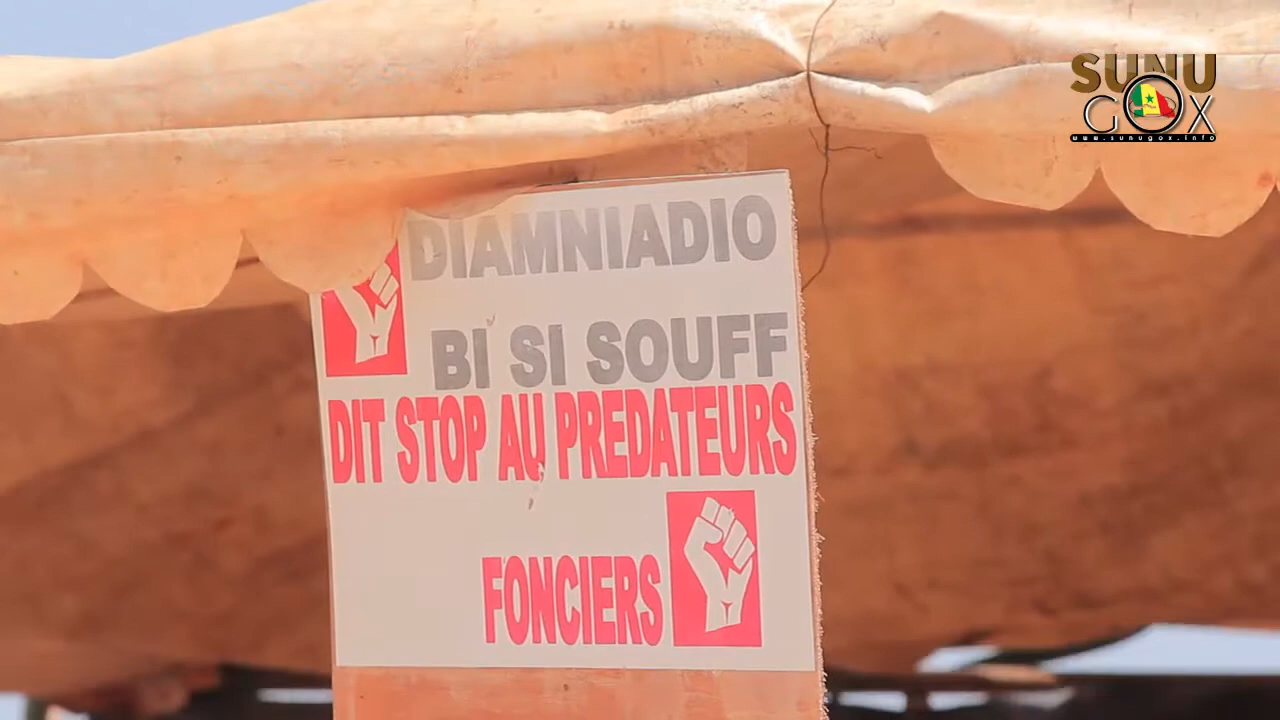 SUNU
GOX
www.sunugox.info
DIAMNIADIO
BI SI SOUFF
DIT STOP AU PREDATEURS
FONCIERS